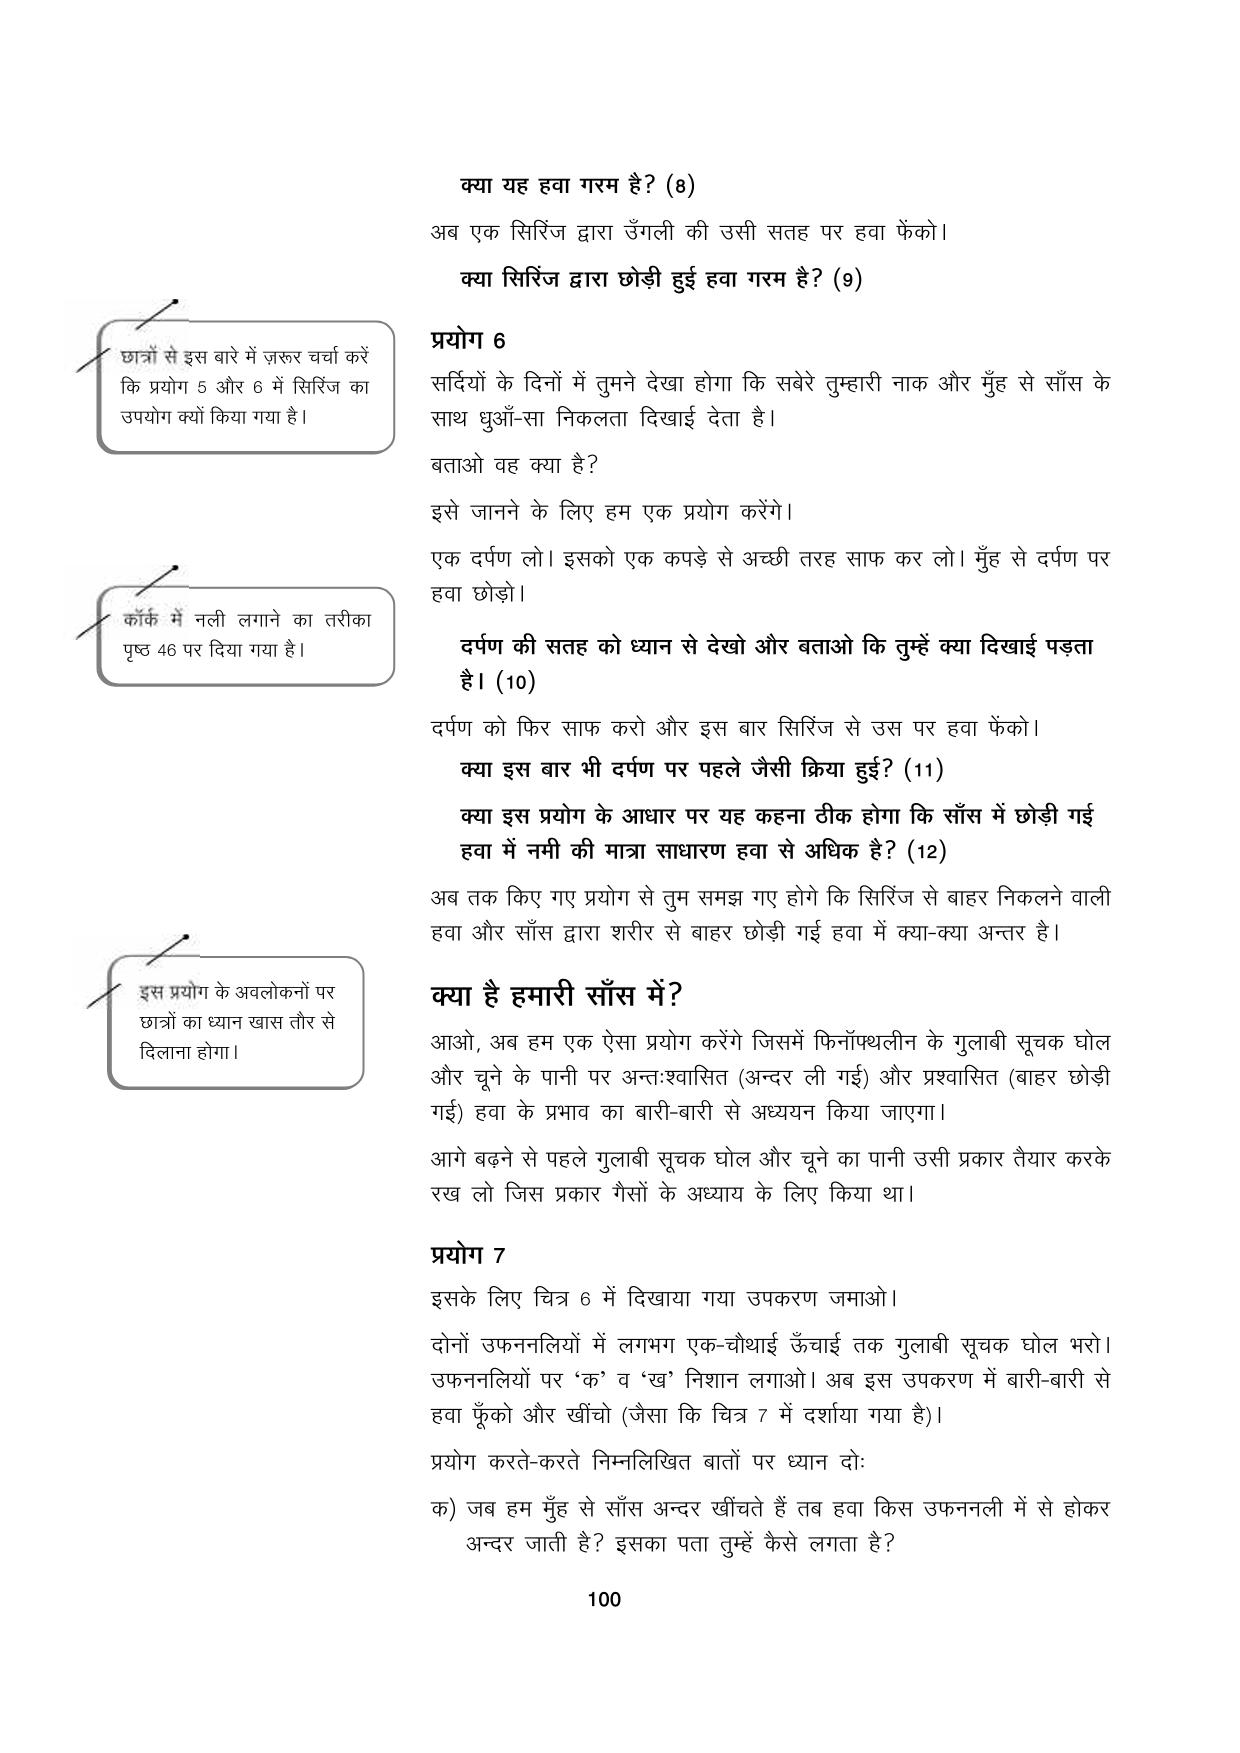 क्या यह हवा गरम है? (8)
अब एक सिरिंज द्वारा उँगली की उसी सतह पर हवा फेंको।
क्या सिरिंज द्वारा छोड़ी हुई हवा गरम है? (9)
प्रयोग 6
छात्रों से इस बारे में ज़रूर चर्चा करें
कि प्रयोग 5 और 6 में सिरिंज का
उपयोग क्यों किया गया है।
सर्दियों के दिनों में तुमने देखा होगा कि सबेरे तुम्हारी नाक और मुँह से साँस के
साथ धुआँ-सा निकलता दिखाई देता है।
बताओ वह क्या है?
इसे जानने के लिए हम एक प्रयोग करेंगे।
एक दर्पण लो। इसको एक कपड़े से अच्छी तरह साफ कर लो। मुँह से दर्पण पर
हवा छोड़ो।
कॉर्क में नली लगाने का तरीका
पृष्ठ 46 पर दिया गया है।
दर्पण की सतह को ध्यान से देखो और बताओ कि तुम्हें क्या दिखाई पड़ता
है। (10)
दर्पण को फिर साफ करो और इस बार सिरिंज से उस पर हवा फेंको।
क्या इस बार भी दर्पण पर पहले जैसी क्रिया हुई? (11)
क्या इस प्रयोग के आधार पर यह कहना ठीक होगा कि साँस में छोड़ी गई
हवा में नमी की मात्रा साधारण हवा से अधिक है? (12)
अब तक किए गए प्रयोग से तुम समझ गए होगे कि सिरिंज से बाहर निकलने वाली
हवा और साँस द्वारा शरीर से बाहर छोड़ी गई हवा में क्या-क्या अन्तर है।
इस प्रयोग के अवलोकनों पर
छात्रों का ध्यान खास तौर से
दिलाना होगा।
क्या है हमारी साँस में?
आओ, अब हम एक ऐसा प्रयोग करेंगे जिसमें फिनॉफ्थलीन के गुलाबी सूचक घोल
और चूने के पानी पर अन्तःश्वासित (अन्दर ली गई) और प्रश्वासित (बाहर छोड़ी
गई) हवा के प्रभाव का बारी-बारी से अध्ययन किया जाएगा।
आगे बढ़ने से पहले गुलाबी सूचक घोल और चूने का पानी उसी प्रकार तैयार करके
रख लो जिस प्रकार गैसों के अध्याय के लिए किया था।
प्रयोग 7
इसके लिए चित्र 6 में दिखाया गया उपकरण जमाओ।
दोनों उफननलियों में लगभग एक-चौथाई ऊँचाई तक गुलाबी सूचक घोल भरो।
उफननलियों पर ‘क’ व ‘ख’ निशान लगाओ। अब इस उपकरण में बारी-बारी से
हवा फूँको और खींचो (जैसा कि चित्र 7 में दर्शाया गया है)।
प्रयोग करते-करते निम्नलिखित बातों पर ध्यान दोः
क) जब हम मुँह से साँस अन्दर खींचते हैं तब हवा किस उफननली में से होकर
अन्दर जाती है? इसका पता तुम्हें कैसे लगता है?
100